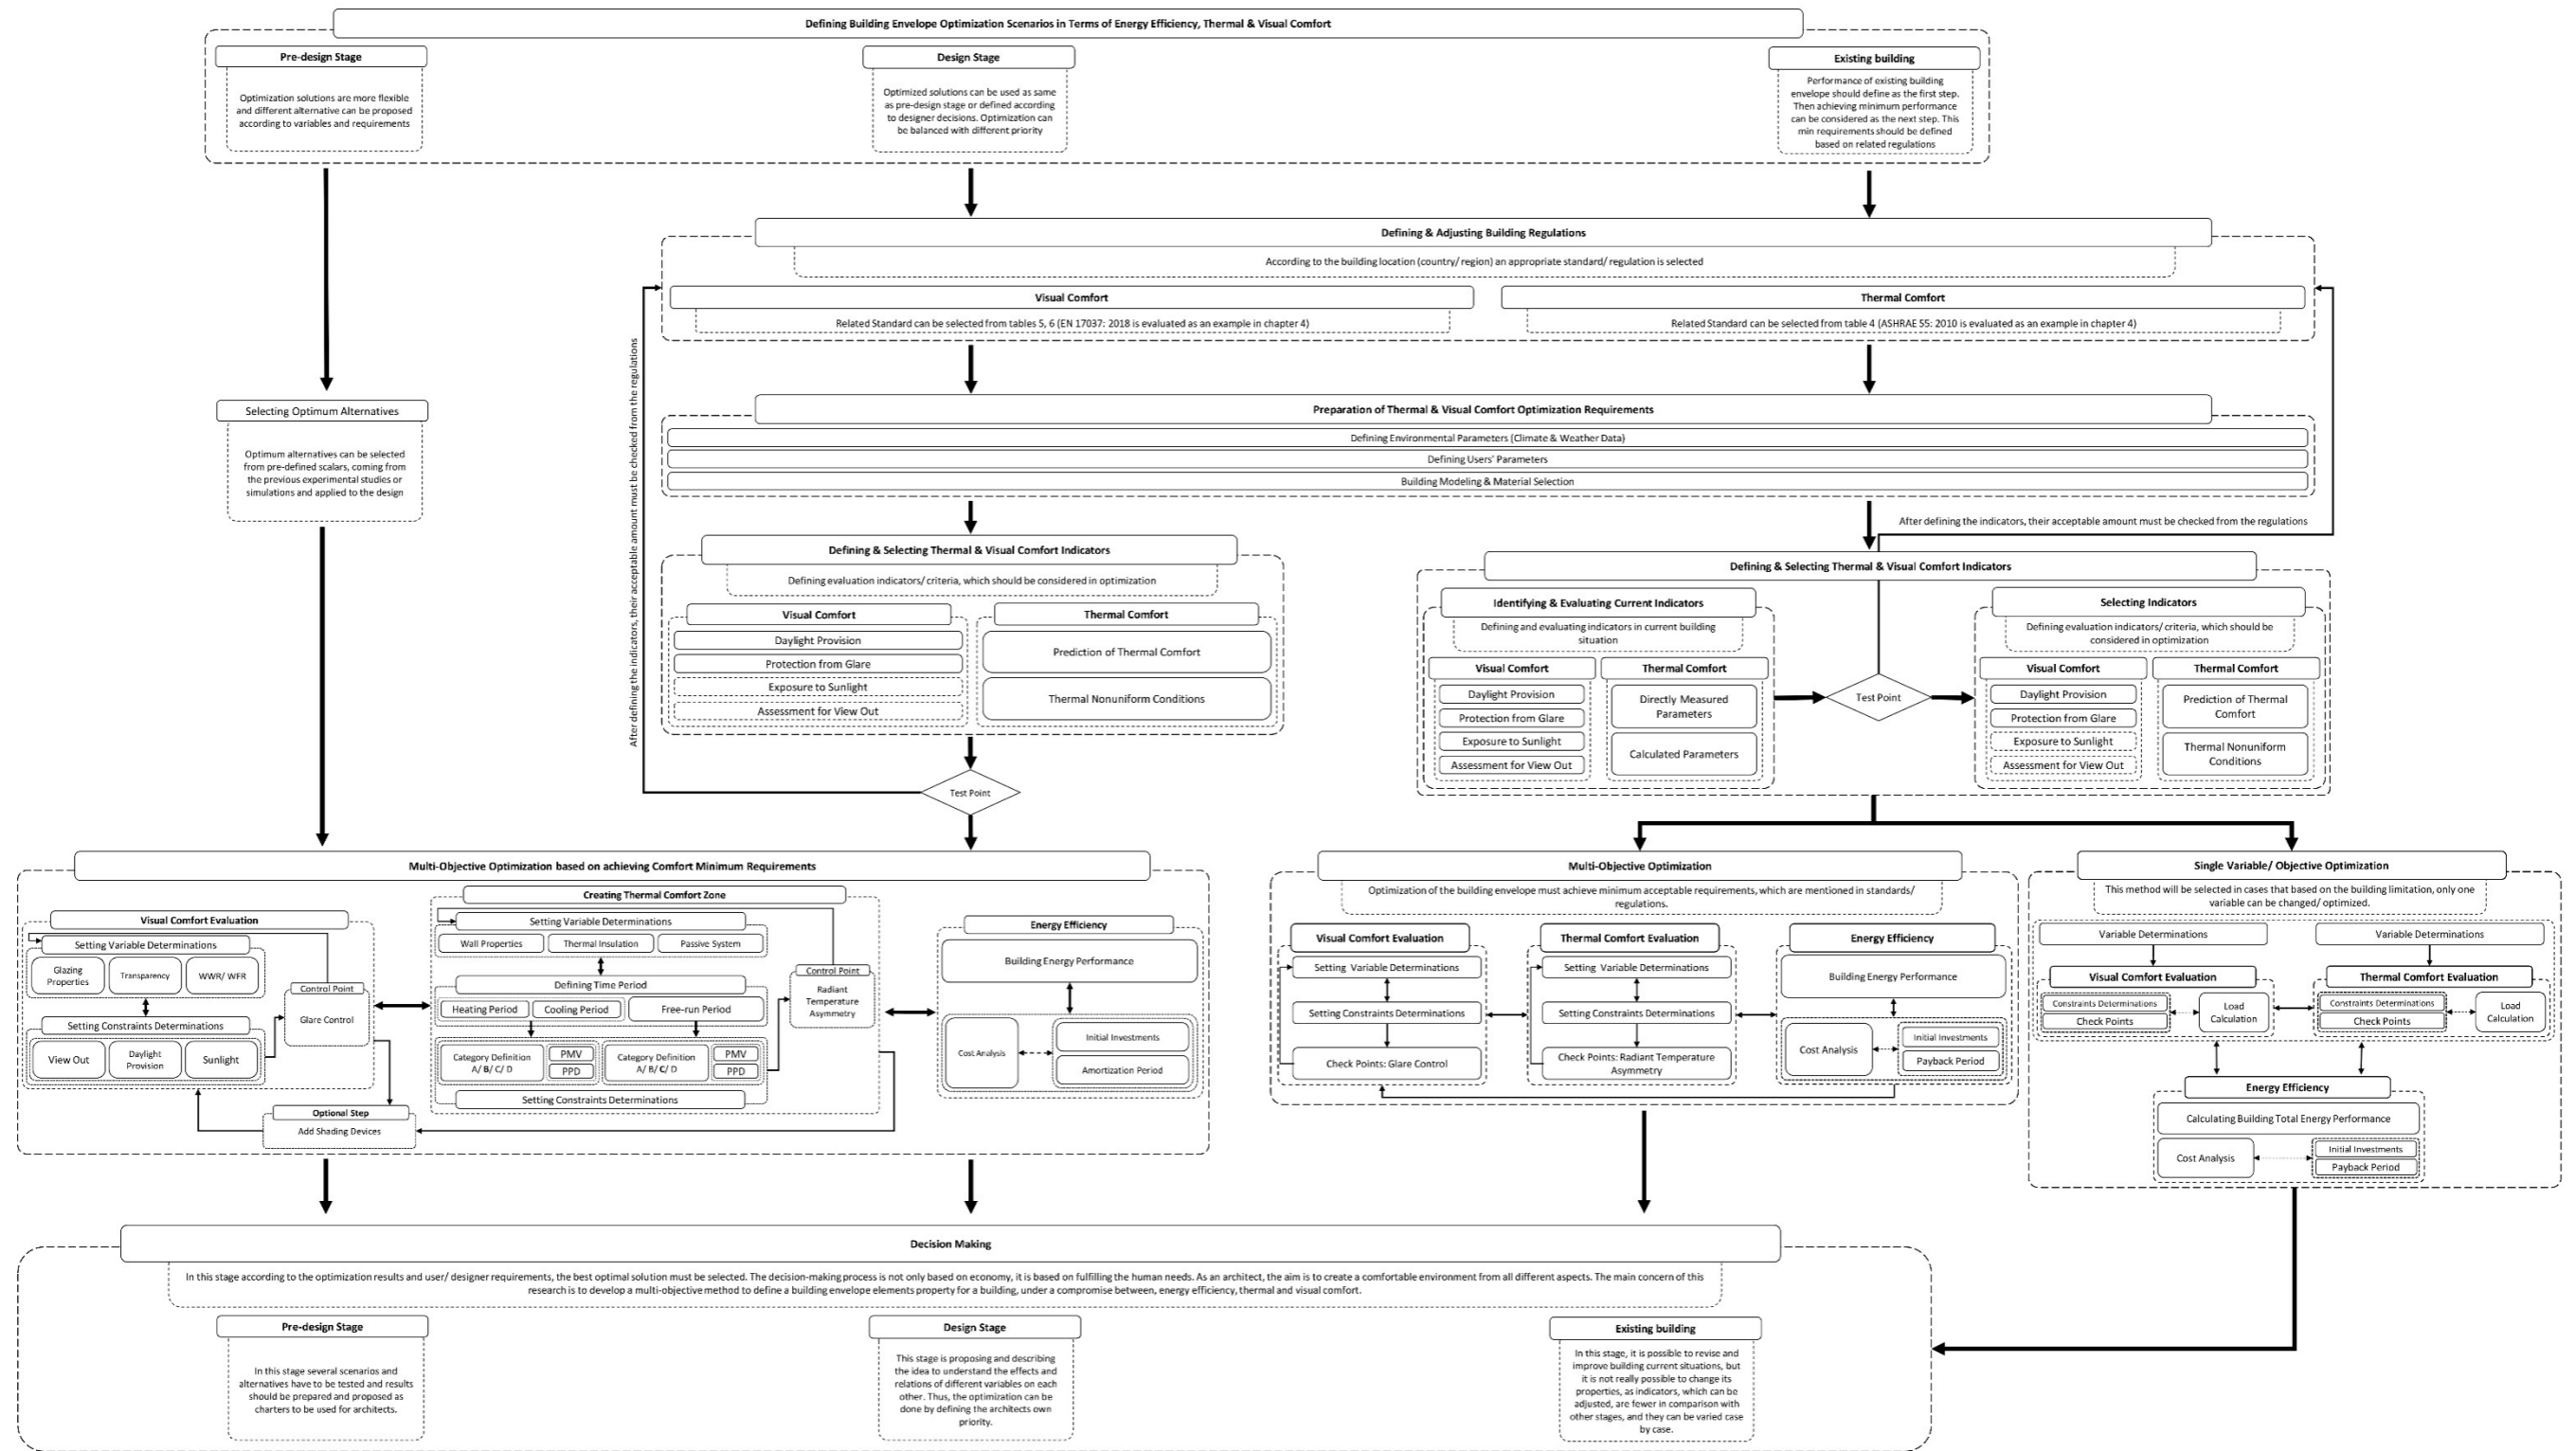 Defining Building Envelope Optimization Scenarios in Terms of Energy Efficiency, Thermal & Visual Comfort
Pre-design Stage
Optimization solutions are more flexible
and different alternative can be proposed
according to variables and requirements
Design Stage
Optimized solutions can be used as same
as pre-design stage or defined according
to designer decisions. Optimization can
be balanced with different priority
Existing building
Performance of existing building
envelope should define as the first step.
Then achieving minimum performance
can be considered as the next step. This
min requirements should be defined
based on related regulations
Defining & Adjusting Building Regulations
According to the building location (country/ region) an appropriate standard/ regulation is selected
Visual Comfort
Related Standard can be selected from tables 5, 6 (EN 17037: 2018 is evaluated as an example in chapter 4)
Thermal Comfort
Related Standard can be selected from table 4 (ASHRAE 55: 2010 is evaluated as an example in chapter 4)
Selecting Optimum Alternatives
Optimum alternatives can be selected
from pre-defined scalars, coming from
the previous experimental studies or
simulations and applied to the design
After defining the indicators, their acceptable amount must be checked from the regulations
Preparation of Thermal & Visual Comfort Optimization Requirements
Defining Environmental Parameters (Climate & Weather Data)
Defining Users' Parameters
Building Modeling & Material Selection
After defining the indicators, their acceptable amount must be checked from the regulations
Defining & Selecting Thermal & Visual Comfort Indicators
Defining evaluation indicators/ criteria, which should be considered in optimization
Visual Comfort
Daylight Provision
Protection from Glare
Exposure to Sunlight
Assessment for View Out
Thermal Comfort
Prediction of Thermal Comfort
Thermal Nonuniform Conditions
Test Point
Defining & Selecting Thermal & Visual Comfort Indicators
Identifying & Evaluating Current Indicators
Defining and evaluating indicators in current building
situation
Visual Comfort
Daylight Provision
Protection from Glare
Exposure to Sunlight
Assessment for View Out
Thermal Comfort
Directly Measured
Parameters
Calculated Parameters
Test Point
Selecting Indicators
Defining evaluation indicators/ criteria, which should be
considered in optimization
Visual Comfort
Daylight Provision
Protection from Glare
Exposure to Sunlight
Assessment for View Out
Thermal Comfort
Prediction of Thermal
Comfort
Thermal Nonuniform
Conditions
Multi-Objective Optimization based on achieving Comfort Minimum Requirements
Visual Comfort Evaluation
Setting Variable Determinations
Glazing
Properties
Transparency
WWR/ WFR
Setting Constraints Determinations
View Out
Daylight
Provision
Sunlight
Control Point
Glare Control
Optional Step
Add Shading Devices
Creating Thermal Comfort Zone
Setting Variable Determinations
Wall Properties
Thermal Insulation
Passive System
Defining Time Period
Heating Period
Cooling Period
Free-run Period
Category Definition
A/ B/ C/ D
PMV
PPD
Category Definition
A/ B/ C/ D
PMV
PPD
Setting Constraints Determinations
Control Point
Radiant
Temperature
Asymmetry
Energy Efficiency
Building Energy Performance
Cost Analysis
Initial Investments
Amortization Period
Multi-Objective Optimization
Optimization of the building envelope must achieve minimum acceptable requirements, which are mentioned in standards/
regulations.
Visual Comfort Evaluation
Setting Variable Determinations
Setting Constraints Determinations
Check Points: Glare Control
Thermal Comfort Evaluation
Setting Variable Determinations
Setting Constraints Determinations
Check Points: Radiant Temperature
Asymmetry
Energy Efficiency
Building Energy Performance
Cost Analysis
Initial Investments
Payback Period
Single Variable/ Objective Optimization
This method will be selected in cases that based on the building limitation, only one
variable can be changed/ optimized.
Variable Determinations
Visual Comfort Evaluation
Constraints Determinations
Check Points
Load
Calculation
Variable Determinations
Thermal Comfort Evaluation
Constraints Determinations
Check Points
Load
Calculation
Energy Efficiency
Calculating Building Total Energy Performance
Cost Analysis
Initial Investments
Payback Period
Decision Making
In this stage according to the optimization results and user/ designer requirements, the best optimal solution must be selected. The decision-making process is not only based on economy, it is based on fulfilling the human needs. As an architect, the aim is to create a comfortable environment from all different aspects. The main concern of this
research is to develop a multi-objective method to define a building envelope elements property for a building, under a compromise between, energy efficiency, thermal and visual comfort.
Pre-design Stage
In this stage several scenarios and
alternatives have to be tested and results
should be prepared and proposed as
charters to be used for architects.
Design Stage
This stage is proposing and describing
the idea to understand the effects and
relations of different variables on each
other. Thus, the optimization can be
done by defining the architects own
priority.
Existing building
In this stage, it is possible to revise and
improve building current situations, but
it is not really possible to change its
properties, as indicators, which can be
adjusted, are fewer in comparison with
other stages, and they can be varied case
by case.